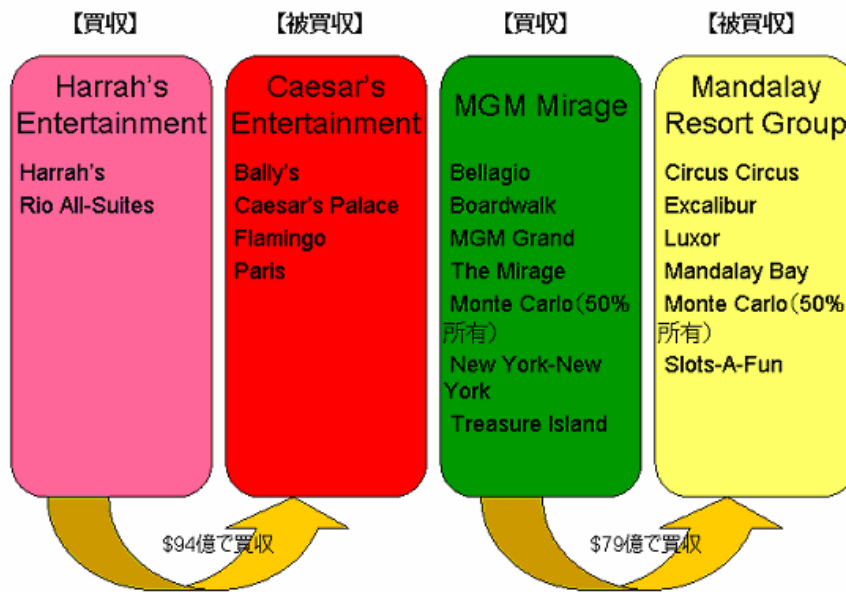 【買収】
【被買収】
【買収】
【被買収】
Harrah's
Entertainment
Harrah's
Rio All-Suites
Caesar's
Entertainment
Bally's
Caesar's Palace
Flamingo
Paris
MGM Mirage
Bellagio
Boardwalk
MGM Grand
The Mirage
Monte Carlo（50%
所有）
New York-New
York
Treasure Island
Mandalay
Resort Group
Circus Circus
Excalibur
Luxor
Mandalay Bay
Monte Carlo（50%
所有）
Slots-A-Fun
$94億で買収
$79億で買収